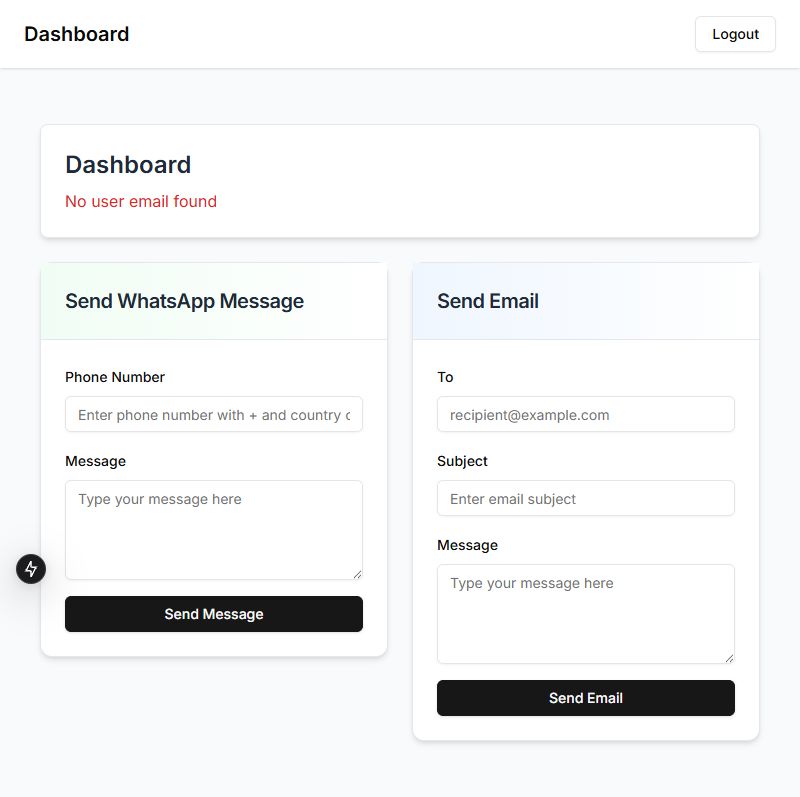 Dashboard
Logout
Dashboard
No user email found
Send WhatsApp Message
Phone Number
Enter phone number with + and country c
Message
Type your message here
Send Message
Send Email
To
recipient@example.com
Subject
Enter email subject
Message
Type your message here
Send Email